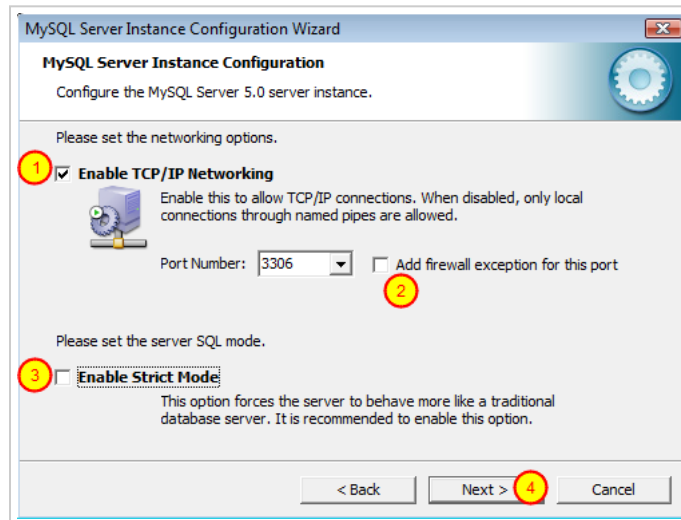 MySQL Server Instance Configuration Wizard
MySQL Server Instance Configuration
Configure the MySQL Server 5.0 server instance.
Please set the networking options.
1 Enable TCP/IP Networking
Enable this to allow TCP/IP connections. When disabled, only local
connections through named pipes are allowed.
Port Number: 3306 Add firewall exception for this port
2
Please set the server SQL mode.
3 Enable Strict Mode
This option forces the server to behave more like a traditional
database server. It is recommended to enable this option.
< Back Next > 4 Cancel